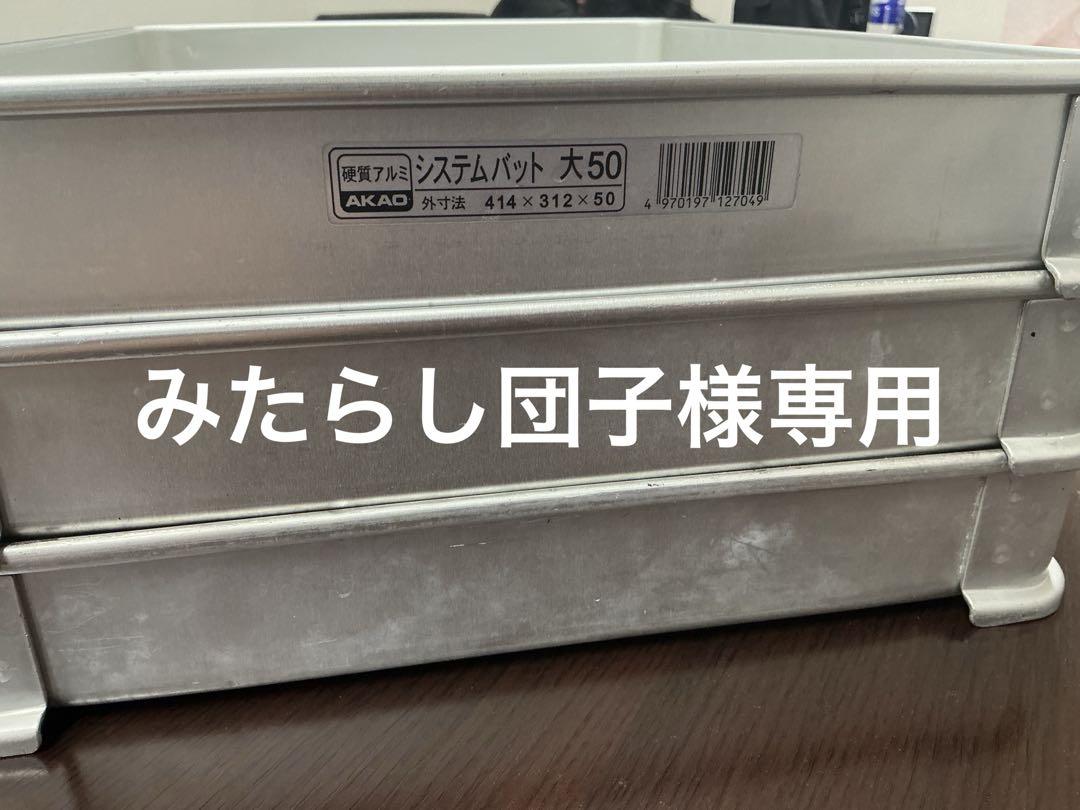 硬質アルミ システムバット 大50
AKAO 外寸法 414×312×50
4 970197 127049
みたらし団子様専用